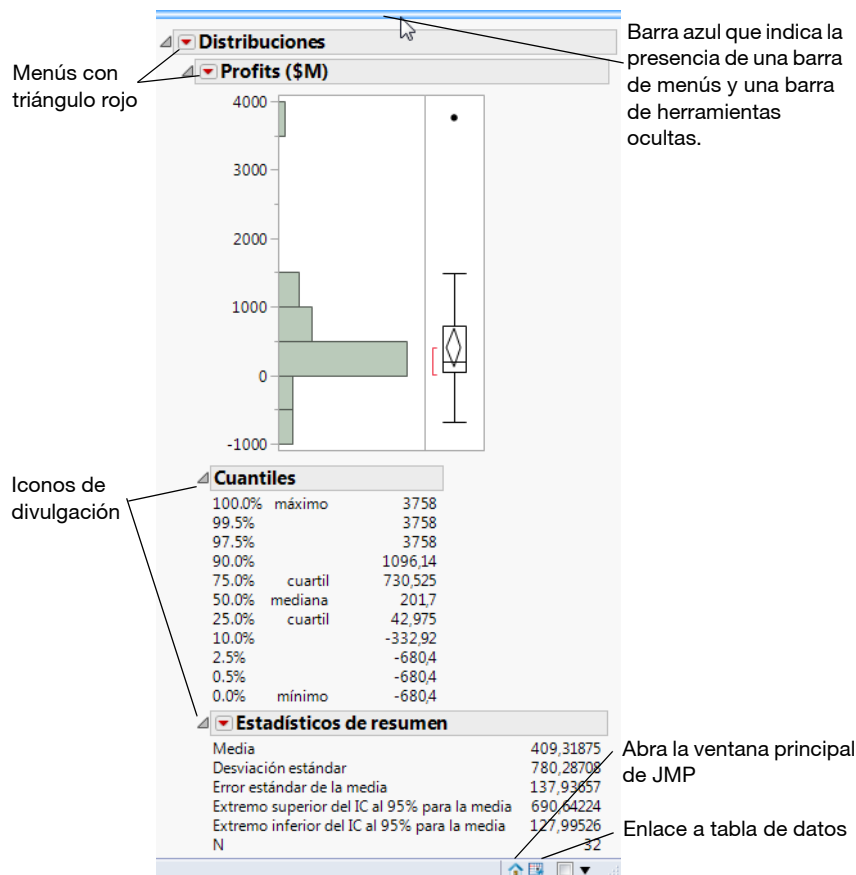 Barra azul que indica la
presencia de una barra
de menús y una barra
de herramientas
ocultas.
Menús con
triángulo rojo
Distribuciones
Profits ($M)
4000
3000
2000
1000
0
-1000
Iconos de
divulgación
Cuantiles
100.0% máximo 3758
99.5% 3758
97.5% 3758
90.0% 1096,14
75.0% cuartil 730,525
50.0% mediana 201,7
25.0% cuartil 42,975
10.0% -332,92
2.5% -680,4
0.5% -680,4
0.0% mínimo -680,4
Estadísticos de resumen
Media 409,31875
Desviación estándar 780,28708
Error estándar de la media 137,93657
Extremo superior del IC al 95% para la media 690,64224
Extremo inferior del IC al 95% para la media 127,99526
N 32
Abra la ventana principal
de JMP
Enlace a tabla de datos